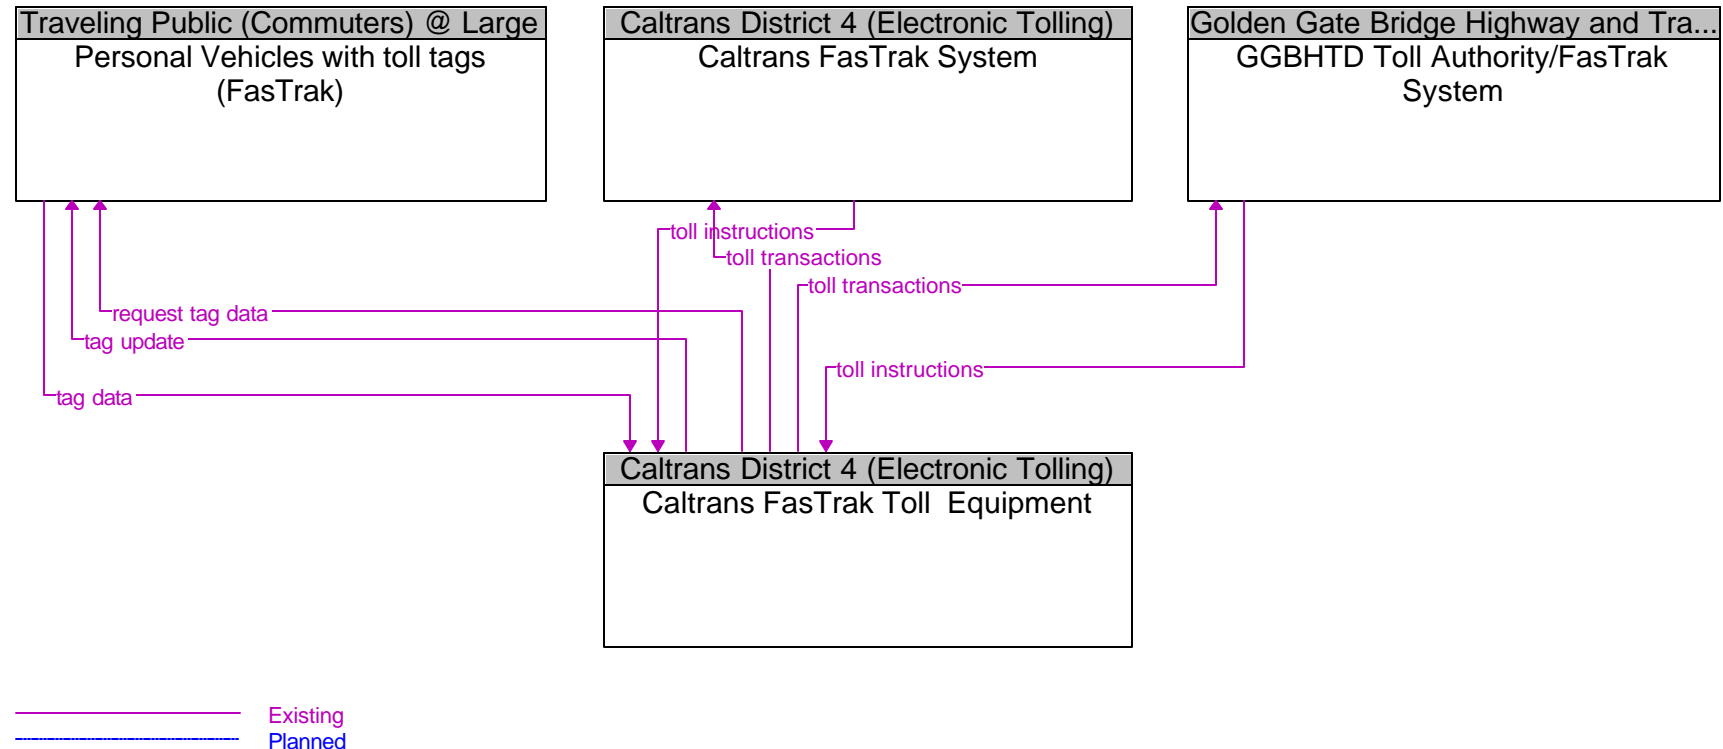 Traveling Public (Commuters) @ Large
Personal Vehicles with toll tags
(FasTrak)
Caltrans District 4 (Electronic Tolling)
Caltrans FasTrak System
Golden Gate Bridge Highway and Tra...
GGBHTD Toll Authority/FasTrak
System
toll instructions
toll transactions
toll transactions
request tag data
tag update
toll instructions
tag data
Caltrans District 4 (Electronic Tolling)
Caltrans FasTrak Toll  Equipment
Existing
Planned